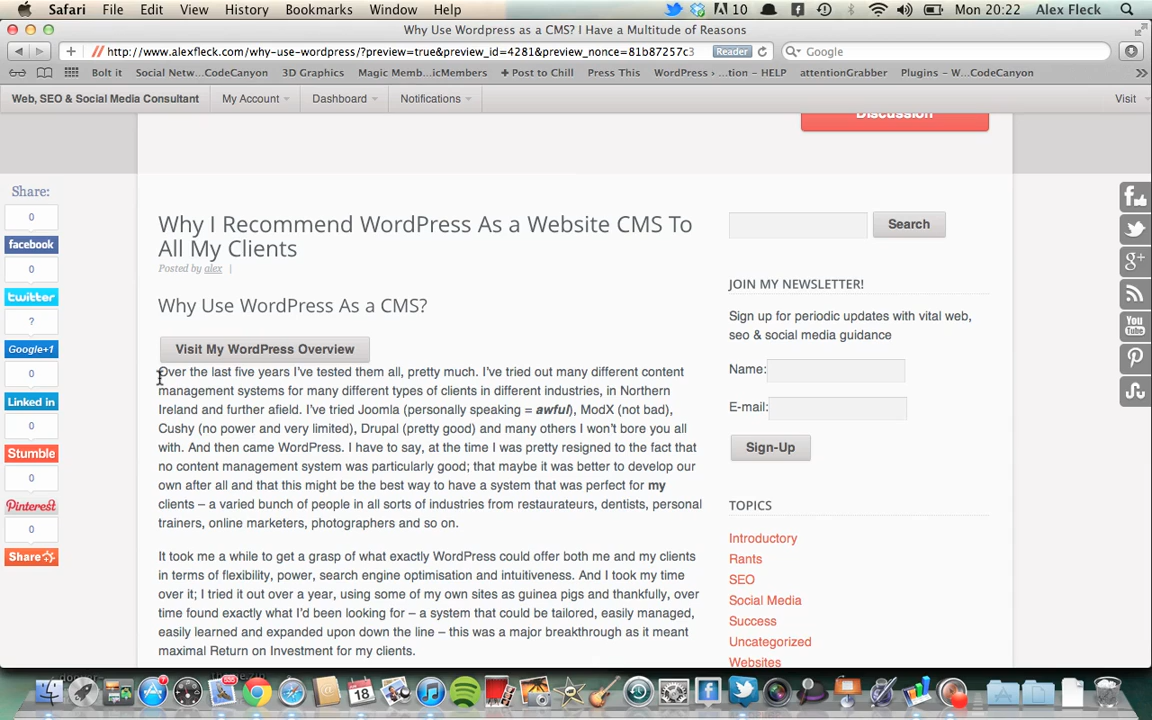 Safari File Edit View History Bookmarks Window Help 10 Mon 20:22 Alex Fleck
Why Use Wordpress as a CMS? I Have a Multitude of Reasons
http://www.alexfleck.com/why-use-wordpress/?preview=true&preview_id=4281&preview_nonce=81b87257c3 Reader Google
Bolt it Social Netw...CodeCanyon 3D Graphics Magic Memb...icMembers + Post to Chill Press This WordPress › ...tion - HELP attentionGrabber Plugins - W...CodeCanyon
Web, SEO & Social Media Consultant My Account Dashboard Notifications Visit
Discussion
Share:
0
facebook
0
twitter
?
Google+1
0
Linked in
0
Stumble
0
Pinterest
0
Share
Why I Recommend WordPress As a Website CMS To
All My Clients
Posted by alex |
Why Use WordPress As a CMS?
Visit My WordPress Overview
Over the last five years I've tested them all, pretty much. I've tried out many different content
management systems for many different types of clients in different industries, in Northern
Ireland and further afield. I've tried Joomla (personally speaking = awful), ModX (not bad),
Cushy (no power and very limited), Drupal (pretty good) and many others I won't bore you all
with. And then came WordPress. I have to say, at the time I was pretty resigned to the fact that
no content management system was particularly good; that maybe it was better to develop our
own after all and that this might be the best way to have a system that was perfect for my
clients – a varied bunch of people in all sorts of industries from restaurateurs, dentists, personal
trainers, online marketers, photographers and so on.
It took me a while to get a grasp of what exactly WordPress could offer both me and my clients
in terms of flexibility, power, search engine optimisation and intuitiveness. And I took my time
over it; I tried it out over a year, using some of my own sites as guinea pigs and thankfully, over
time found exactly what I'd been looking for – a system that could be tailored, easily managed,
easily learned and expanded upon down the line – this was a major breakthrough as it meant
maximal Return on Investment for my clients.
Search
JOIN MY NEWSLETTER!
Sign up for periodic updates with vital web,
seo & social media guidance
Name:
E-mail:
Sign-Up
TOPICS
Introductory
Rants
SEO
Social Media
Success
Uncategorized
Websites
You
Tube
18